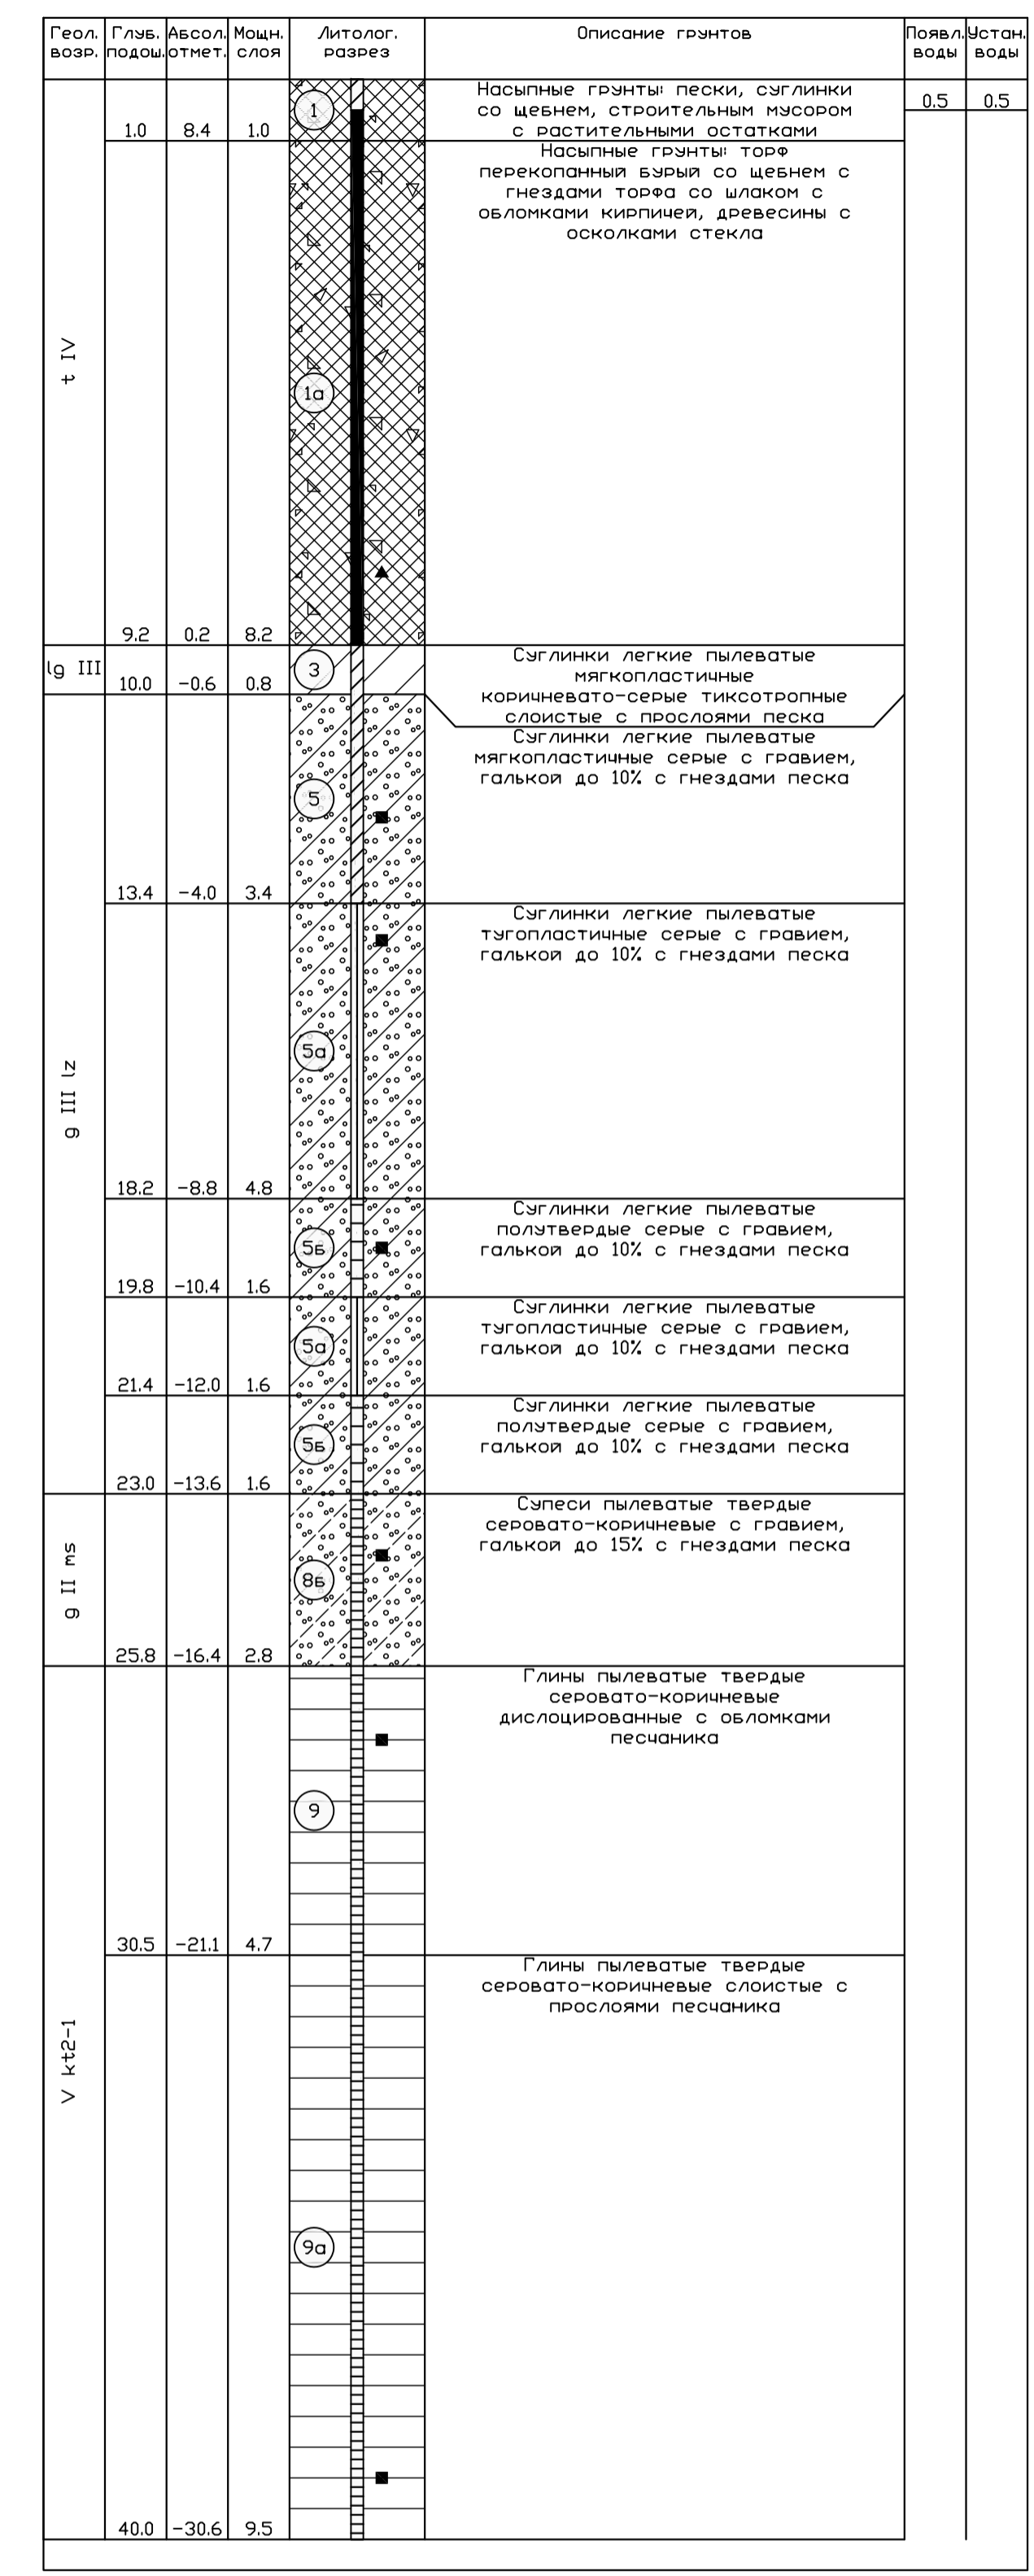 Геол. Глуб. Абсол. Мощн. Литолог. Описание грунтов Появл. Устан.
возр. подош. отмет. слоя разрез воды воды
Насыпные грунты: пески, суглинки
со щебнем, строительным мусором
с растительными остатками
1
1.0 8.4 1.0
0.5 0.5
Насыпные грунты: торф
перекопанный бурый со щебнем с
гнездами торфа со шлаком с
обломками кирпичей, древесины с
осколками стекла
t IV
1а
9.2 0.2 8.2
lg III
3
10.0 -0.6 0.8
Суглинки легкие пылеватые
мягкопластичные
коричневато-серые тиксотропные
слоистые с прослоями песка
Суглинки легкие пылеватые
мягкопластичные серые с гравием,
галькой до 10% с гнездами песка
5
13.4 -4.0 3.4
Суглинки легкие пылеватые
тугопластичные серые с гравием,
галькой до 10% с гнездами песка
g III lz
5а
18.2 -8.8 4.8
Суглинки легкие пылеватые
полутвердые серые с гравием,
галькой до 10% с гнездами песка
5б
19.8 -10.4 1.6
Суглинки легкие пылеватые
тугопластичные серые с гравием,
галькой до 10% с гнездами песка
5а
21.4 -12.0 1.6
Суглинки легкие пылеватые
полутвердые серые с гравием,
галькой до 10% с гнездами песка
5б
23.0 -13.6 1.6
Супеси пылеватые твердые
серовато-коричневые с гравием,
галькой до 15% с гнездами песка
g II ms
8б
25.8 -16.4 2.8
Глины пылеватые твердые
серовато-коричневые
дислоцированные с обломками
песчаника
9
30.5 -21.1 4.7
Глины пылеватые твердые
серовато-коричневые слоистые с
прослоями песчаника
V kt2-1
9а
40.0 -30.6 9.5